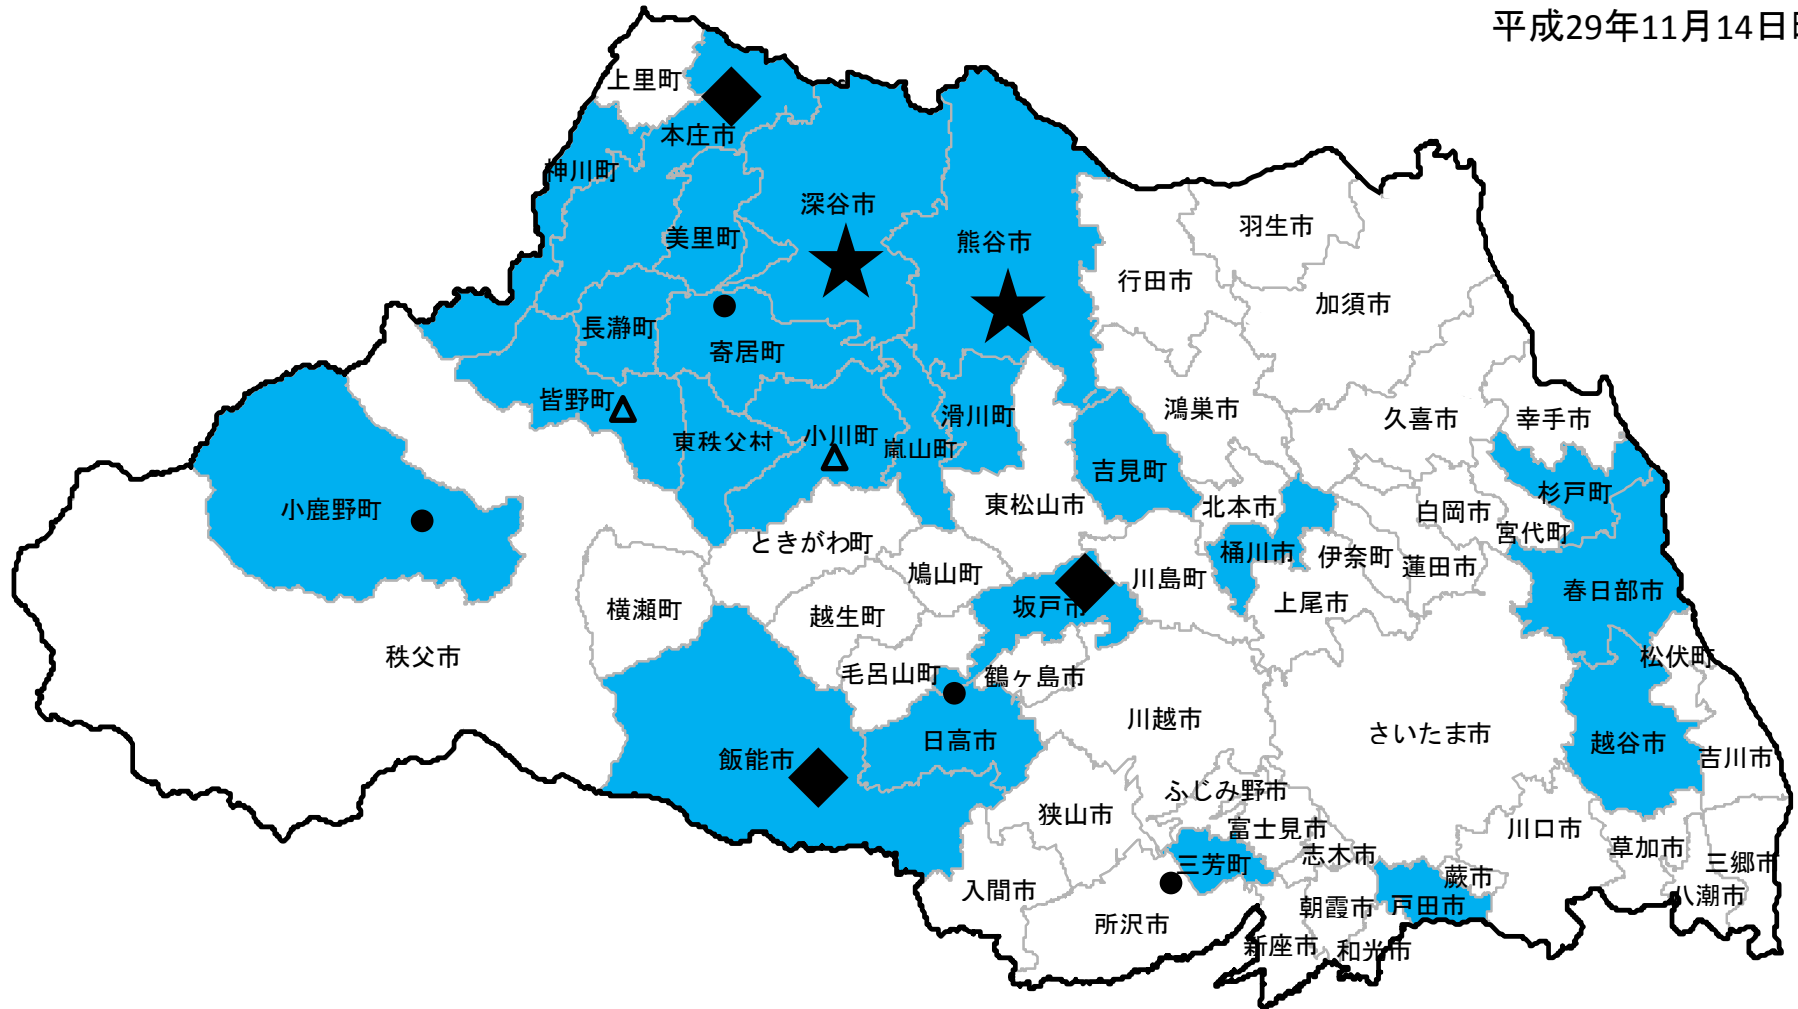 平成29年11月14日
上里町
本庄市
神川町
深谷市
美里町
熊谷市
羽生市
行田市
加須市
長瀞町
寄居町
皆野町
東秩父村
小川町
嵐山町
滑川町
鴻巣市
久喜市
幸手市
吉見町
小鹿野町
東松山市
北本市
白岡市
杉戸町
宮代町
ときがわ町
鳩山町
川島町
桶川市
伊奈町
蓮田市
春日部市
横瀬町
越生町
坂戸市
上尾市
秩父市
毛呂山町
鶴ヶ島市
松伏町
川越市
さいたま市
日高市
越谷市
飯能市
吉川市
ふじみ野市
狭山市
富士見市
川口市
志木市
草加市
三芳町
三郷市
蕨市
入間市
朝霞市
戸田市
八潮市
所沢市
新座市
和光市